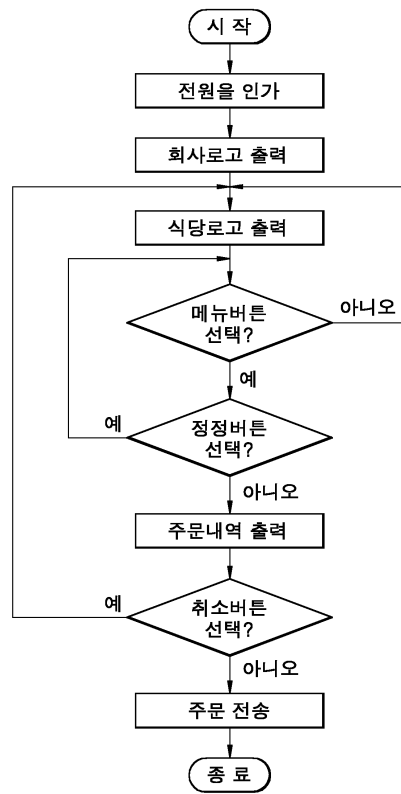 시 작
전원을 인가
회사로고 출력
식당로고 출력
메뉴버튼
선택?
아니오
예
정정버튼
선택?
예
아니오
주문내역 출력
취소버튼
선택?
예
아니오
주문 전송
종 료